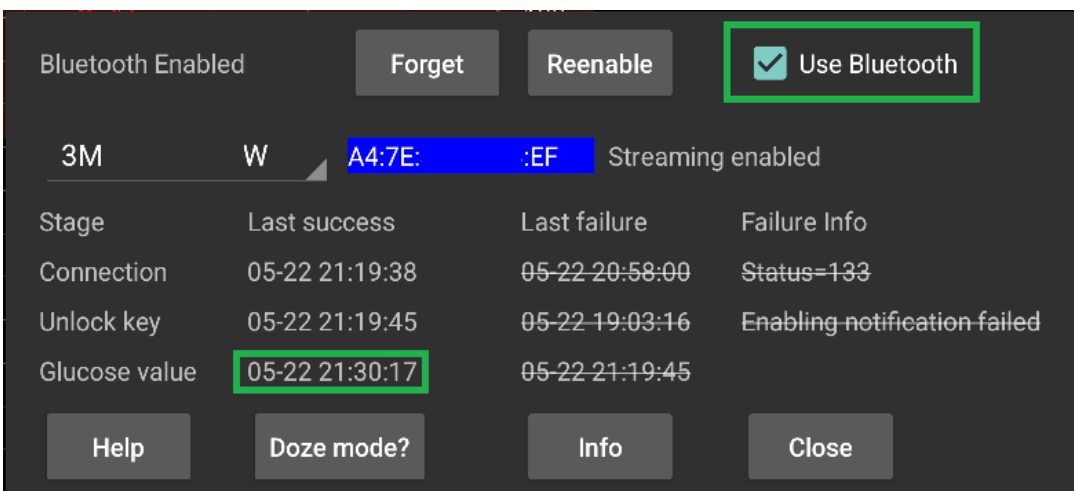 Bluetooth Enabled Forget Reenable Use Bluetooth
3M W A4:7E: :EF Streaming enabled
Stage Last success Last failure Failure Info
Connection 05-22 21:19:38 05-22 20:58:00 Status=133
Unlock key 05-22 21:19:45 05-22 19:03:16 Enabling notification failed
Glucose value 05-22 21:30:17 05-22 21:19:45
Help Doze mode? Info Close